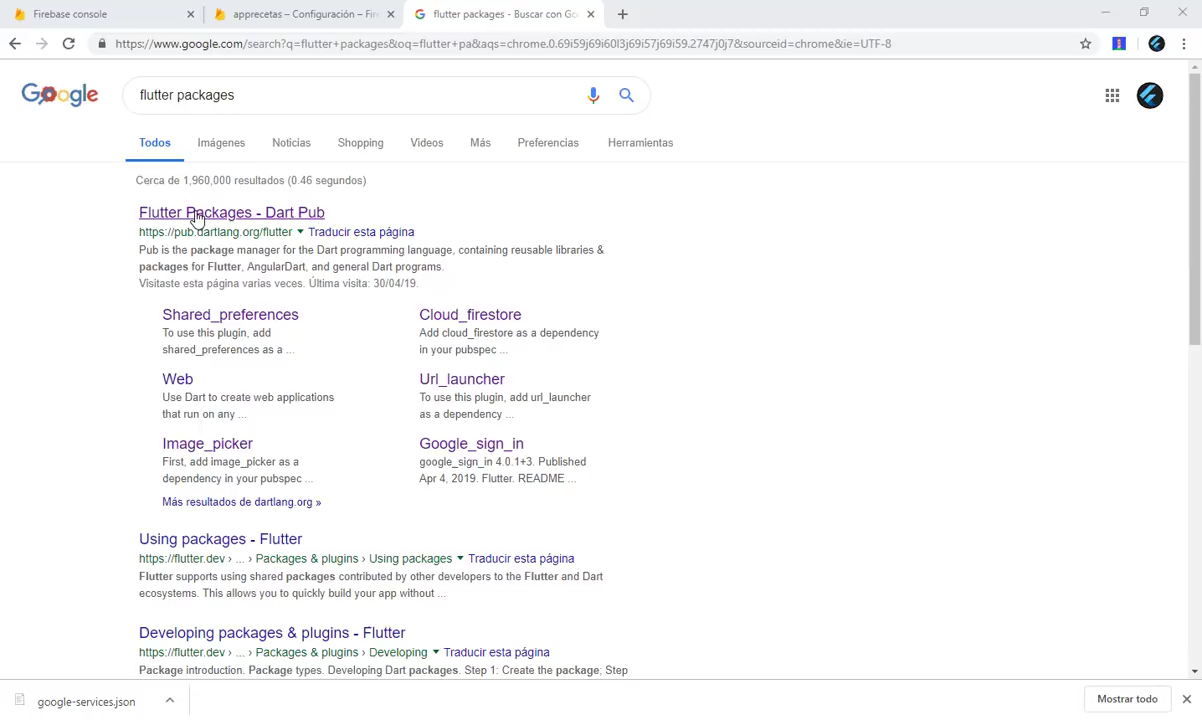 Firebase console
apprecetas – Configuración – Fire
flutter packages - Buscar con Goo
https://www.google.com/search?q=flutter+packages&oq=flutter+pa&aqs=chrome.0.69i59j69i60l3j69i57j69i59.2747j0j7&sourceid=chrome&ie=UTF-8
Google
flutter packages
Todos Imágenes Noticias Shopping Videos Más Preferencias Herramientas
Cerca de 1,960,000 resultados (0.46 segundos)
Flutter Packages - Dart Pub
https://pub.dartlang.org/flutter Traducir esta página
Pub is the package manager for the Dart programming language, containing reusable libraries &
packages for Flutter, AngularDart, and general Dart programs.
Visitaste esta página varias veces. Última visita: 30/04/19.
Shared_preferences
To use this plugin, add
shared_preferences as a ...
Cloud_firestore
Add cloud_firestore as a dependency
in your pubspec ...
Web
Use Dart to create web applications
that run on any ...
Url_launcher
To use this plugin, add url_launcher
as a dependency ...
Image_picker
First, add image_picker as a
dependency in your pubspec ...
Google_sign_in
google_sign_in 4.0.1+3. Published
Apr 4, 2019. Flutter. README ...
Más resultados de dartlang.org »
Using packages - Flutter
https://flutter.dev › ... › Packages & plugins › Using packages Traducir esta página
Flutter supports using shared packages contributed by other developers to the Flutter and Dart
ecosystems. This allows you to quickly build your app without ...
Developing packages & plugins - Flutter
https://flutter.dev › ... › Packages & plugins › Developing Traducir esta página
Package introduction. Package types. Developing Dart packages. Step 1: Create the package; Step
google-services.json
Mostrar todo